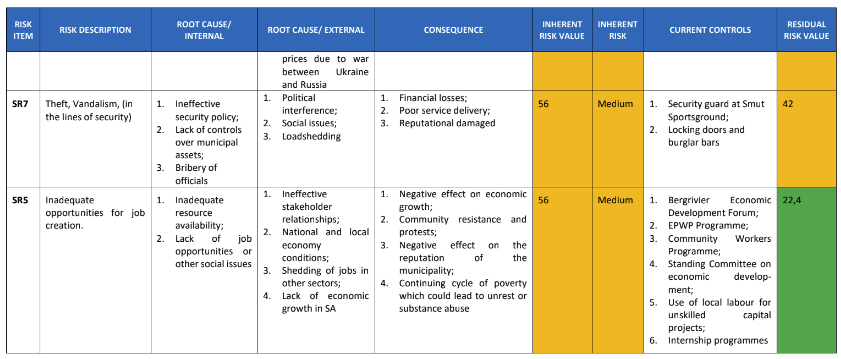 RISK ITEM
RISK DESCRIPTION
ROOT CAUSE/ INTERNAL
ROOT CAUSE/ EXTERNAL
CONSEQUENCE
INHERENT RISK VALUE
INHERENT RISK
CURRENT CONTROLS
RESIDUAL RISK VALUE
prices due to war
between Ukraine
and Russia
SR7
Theft, Vandalism, (in
the lines of security)
1. Ineffective
security policy;
2. Lack of controls
over municipal
assets;
3. Bribery of
officials
1. Political
interference;
2. Social issues;
3. Loadshedding
1. Financial losses;
2. Poor service delivery;
3. Reputational damaged
56
Medium
1. Security guard at Smut
Sportsground;
2. Locking doors and
burglar bars
42
SR5
Inadequate
opportunities for job
creation.
1. Inadequate
resource
availability;
2. Lack of job
opportunities or
other social issues
1. Ineffective
stakeholder
relationships;
2. National and local
economy
conditions;
3. Shedding of jobs in
other sectors;
4. Lack of economic
growth in SA
1. Negative effect on economic
growth;
2. Community resistance and
protests;
3. Negative effect on the
reputation of the
municipality;
4. Continuing cycle of poverty
which could lead to unrest or
substance abuse
56
Medium
1. Bergrivier Economic
Development Forum;
2. EPWP Programme;
3. Community Workers
Programme;
4. Standing Committee on
economic develop-
ment;
5. Use of local labour for
unskilled capital
projects;
6. Internship programmes
22,4